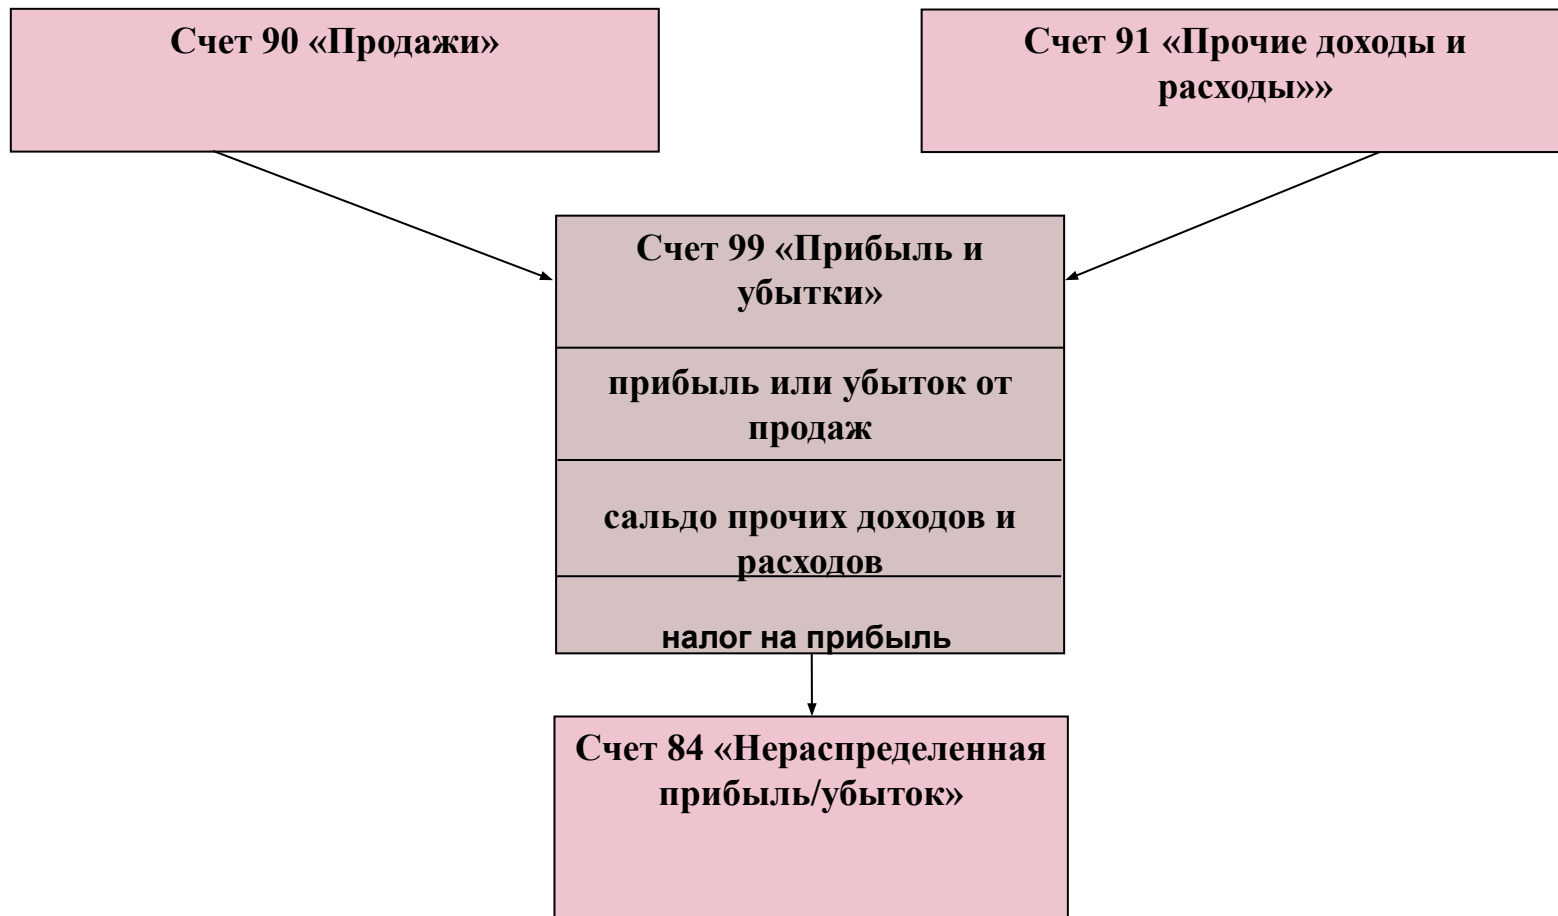 Счет 90 «Продажи»
Счет 91 «Прочие доходы и
расходы»»
Счет 99 «Прибыль и
убытки»
прибыль или убыток от
продаж
сальдо прочих доходов и
расходов
налог на прибыль
Счет 84 «Нераспределенная
прибыль/убыток»